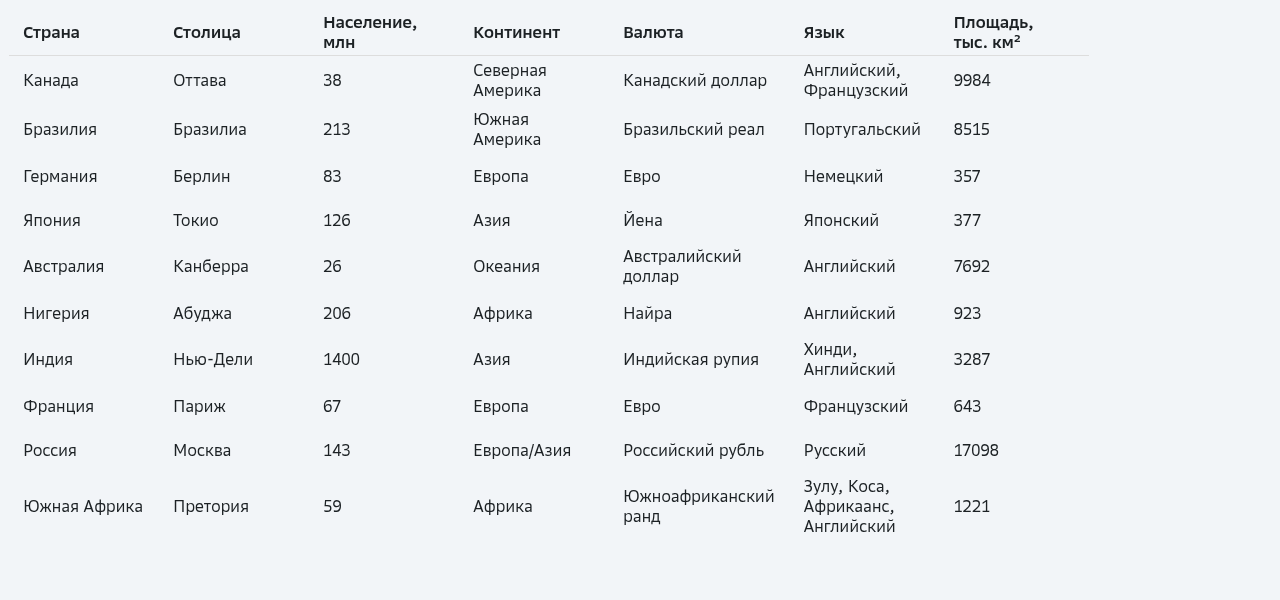 Страна Столица Население, млн Континент Валюта Язык Площадь, тыс. км²
Канада Оттава 38 Северная Америка Канадский доллар Английский, Французский 9984
Бразилия Бразилиа 213 Южная Америка Бразильский реал Португальский 8515
Германия Берлин 83 Европа Евро Немецкий 357
Япония Токио 126 Азия Йена Японский 377
Австралия Канберра 26 Океания Австралийский доллар Английский 7692
Нигерия Абуджа 206 Африка Найра Английский 923
Индия Нью-Дели 1400 Азия Индийская рупия Хинди, Английский 3287
Франция Париж 67 Европа Евро Французский 643
Россия Москва 143 Европа/Азия Российский рубль Русский 17098
Южная Африка Претория 59 Африка Южноафриканский ранд Зулу, Коса, Африкаанс, Английский 1221